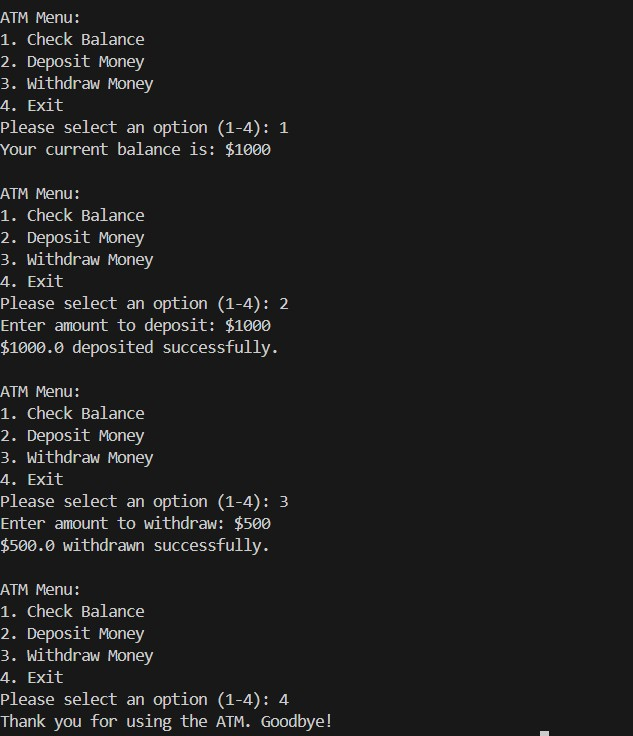 ATM Menu:
1. Check Balance
2. Deposit Money
3. Withdraw Money
4. Exit
Please select an option (1-4): 1
Your current balance is: $1000

ATM Menu:
1. Check Balance
2. Deposit Money
3. Withdraw Money
4. Exit
Please select an option (1-4): 2
Enter amount to deposit: $1000
$1000.0 deposited successfully.

ATM Menu:
1. Check Balance
2. Deposit Money
3. Withdraw Money
4. Exit
Please select an option (1-4): 3
Enter amount to withdraw: $500
$500.0 withdrawn successfully.

ATM Menu:
1. Check Balance
2. Deposit Money
3. Withdraw Money
4. Exit
Please select an option (1-4): 4
Thank you for using the ATM. Goodbye!